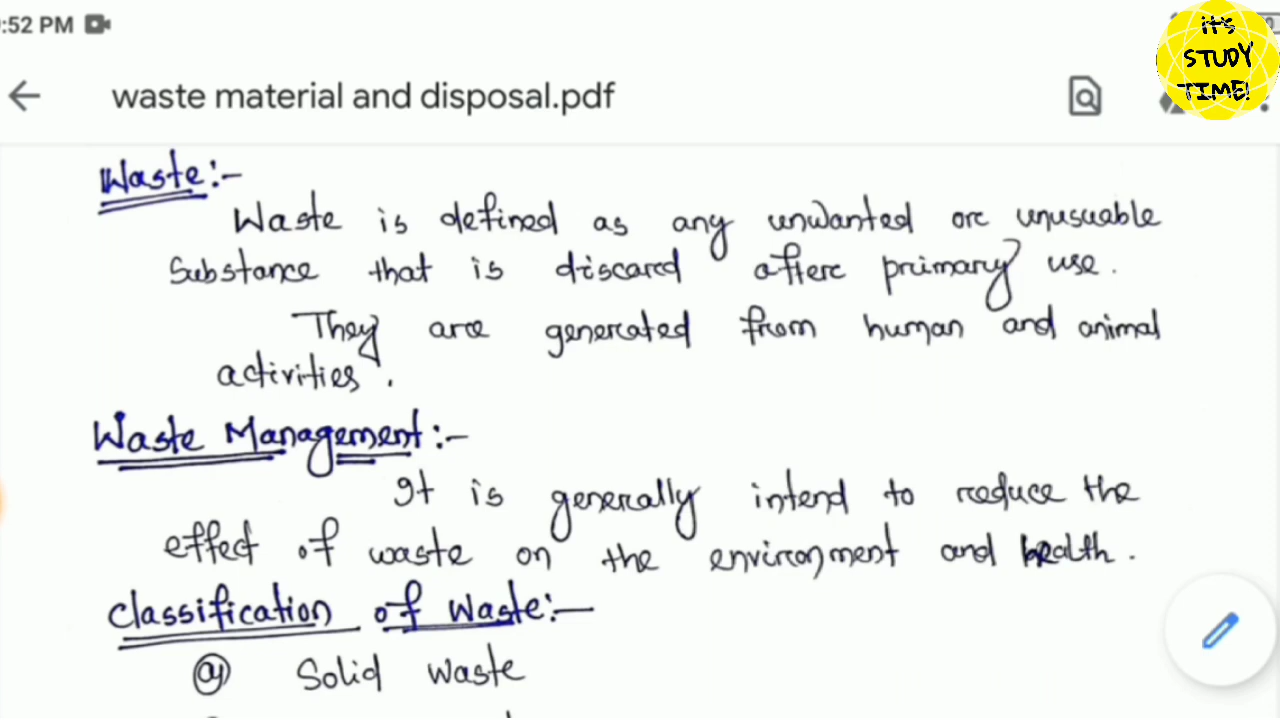 :52 PM
waste material and disposal.pdf
it's
STUDY
TIME!
Waste:-
Waste is defined as any unwanted or unusuable
Substance that is discard after primary use.
They are generated from human and animal
activities.
Waste Management:-
It is generally intend to reduce the
effect of waste on the environment and health.
Classification of Waste:-
(a) Solid Waste